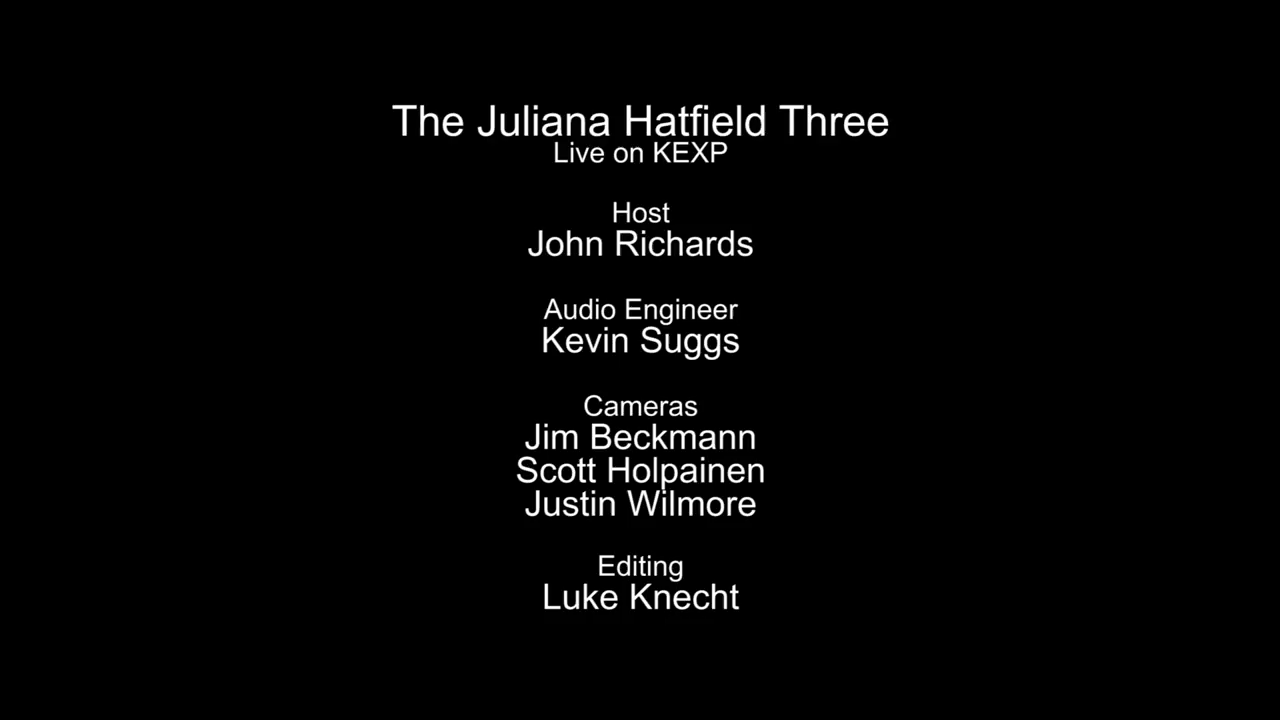 The Juliana Hatfield Three
Live on KEXP
Host
John Richards
Audio Engineer
Kevin Suggs
Cameras
Jim Beckmann
Scott Holpainen
Justin Wilmore
Editing
Luke Knecht